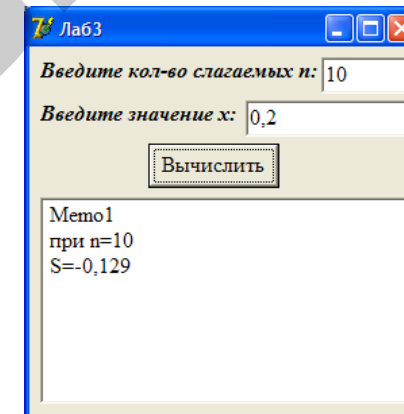 Лаб3
Введите кол-во слагаемых n: 10
Введите значение x: 0,2
Вычислить
Memo1
при n=10
S=-0,129